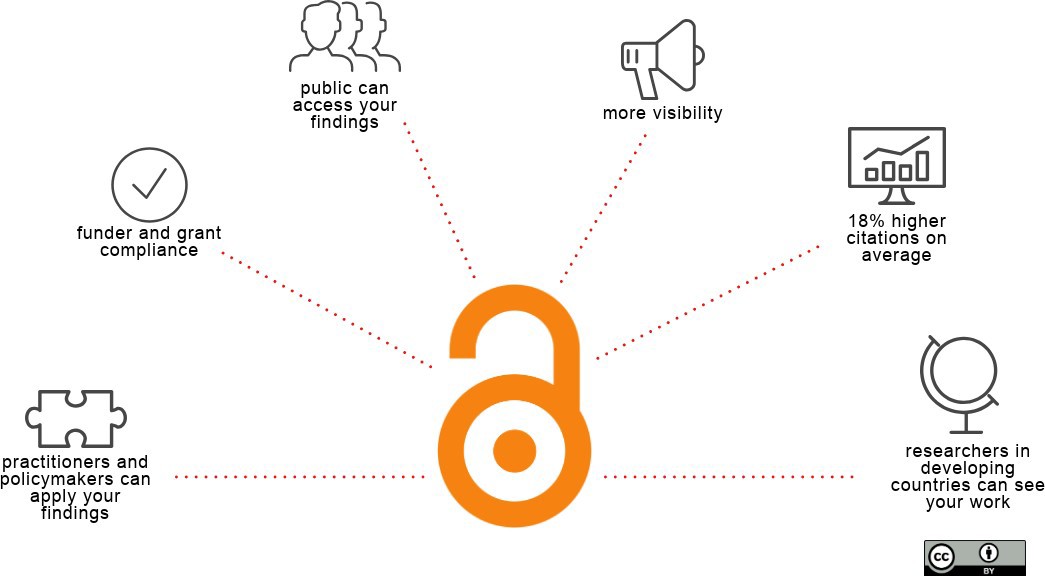 public can
access your
findings
more visibility
funder and grant
compliance
18% higher
citations on
average
practitioners and
policymakers can
apply your
findings
researchers in
developing
countries can see
your work
cc
BY